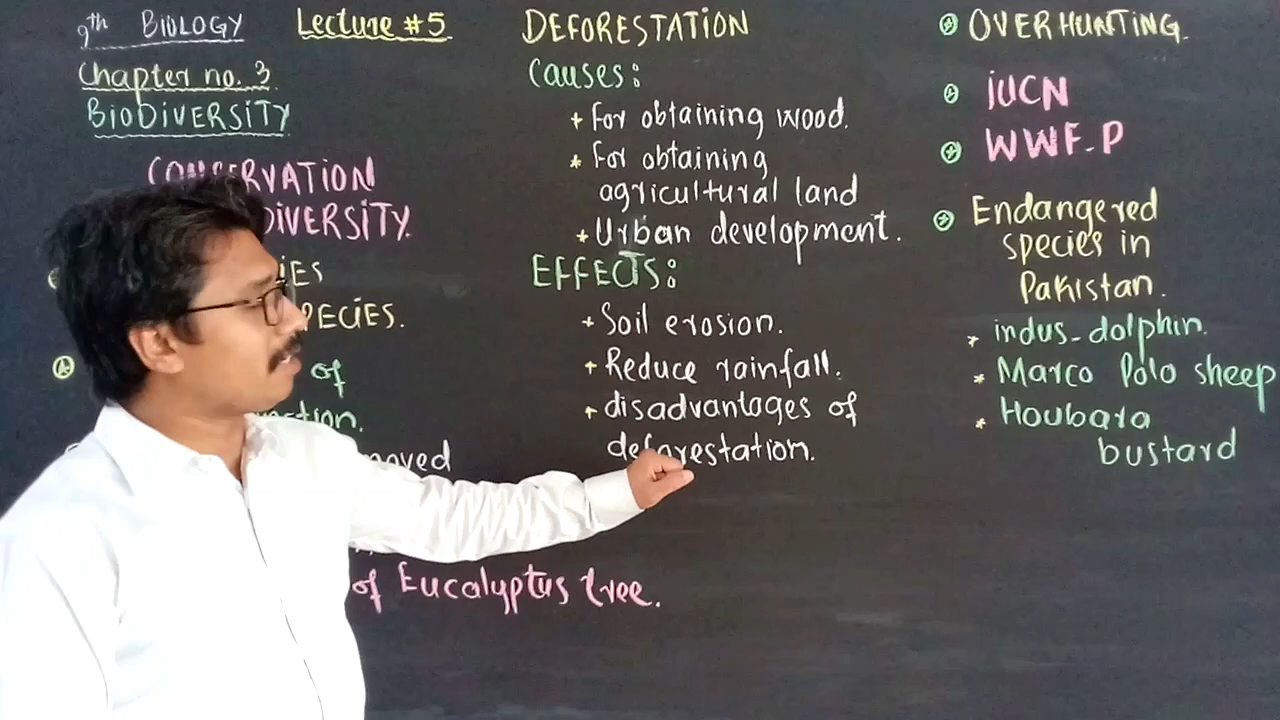 9th BIOLOGY
Lecture #5
Chapter no. 3
BIODIVERSITY
DIVERSITY.
of
of Eucalyptus tree.
DEFORESTATION
Causes:
+ For obtaining wood.
* For obtaining
agricultural land
+ Urban development.
EFFECTS:
+ Soil erosion.
+ Reduce rainfall.
+ disadvantages of
deforestation.
OVERHUNTING.
iUCN
WWF-P
Endangered
species in
Pakistan.
* indus-dolphin.
* Marco Polo sheep
* Houbara
bustard